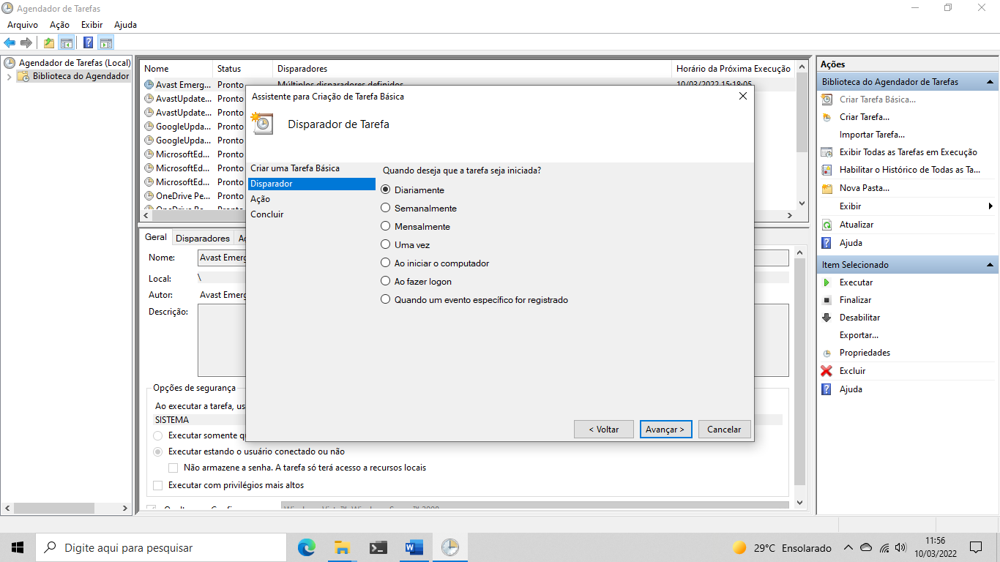 Agendador de Tarefas
Arquivo Ação Exibir Ajuda
Agendador de Tarefas (Local)
Biblioteca do Agendador
Nome Status Disparadores Horário da Próxima Execução
Avast Emerg... Pronto Múltiplos disparadores definidos 10/03/2022 15:18:05
AvastUpdate... Pronto
AvastUpdate... Pronto
GoogleUpda... Pronto
GoogleUpda... Pronto
MicrosoftEd... Pronto
MicrosoftEd... Pronto
MicrosoftEd... Pronto
OneDrive Pe... Pronto
Geral Disparadores
Nome: Avast Emerg
Local: \
Autor: Avast Emerg
Descrição:
Opções de segurança
Ao executar a tarefa, us
SISTEMA
Executar somente q
Executar estando o usuário conectado ou não
Não armazene a senha. A tarefa só terá acesso a recursos locais
Executar com privilégios mais altos
Assistente para Criação de Tarefa Básica
Disparador de Tarefa
Criar uma Tarefa Básica
Disparador
Ação
Concluir
Quando deseja que a tarefa seja iniciada?
Diariamente
Semanalmente
Mensalmente
Uma vez
Ao iniciar o computador
Ao fazer logon
Quando um evento específico for registrado
< Voltar Avançar > Cancelar
Ações
Biblioteca do Agendador de Tarefas
Criar Tarefa Básica...
Criar Tarefa...
Importar Tarefa...
Exibir Todas as Tarefas em Execução
Habilitar o Histórico de Todas as Ta...
Nova Pasta...
Exibir
Atualizar
Ajuda
Item Selecionado
Executar
Finalizar
Desabilitar
Exportar...
Propriedades
Excluir
Ajuda
Digite aqui para pesquisar
29°C Ensolarado
11:56
10/03/2022